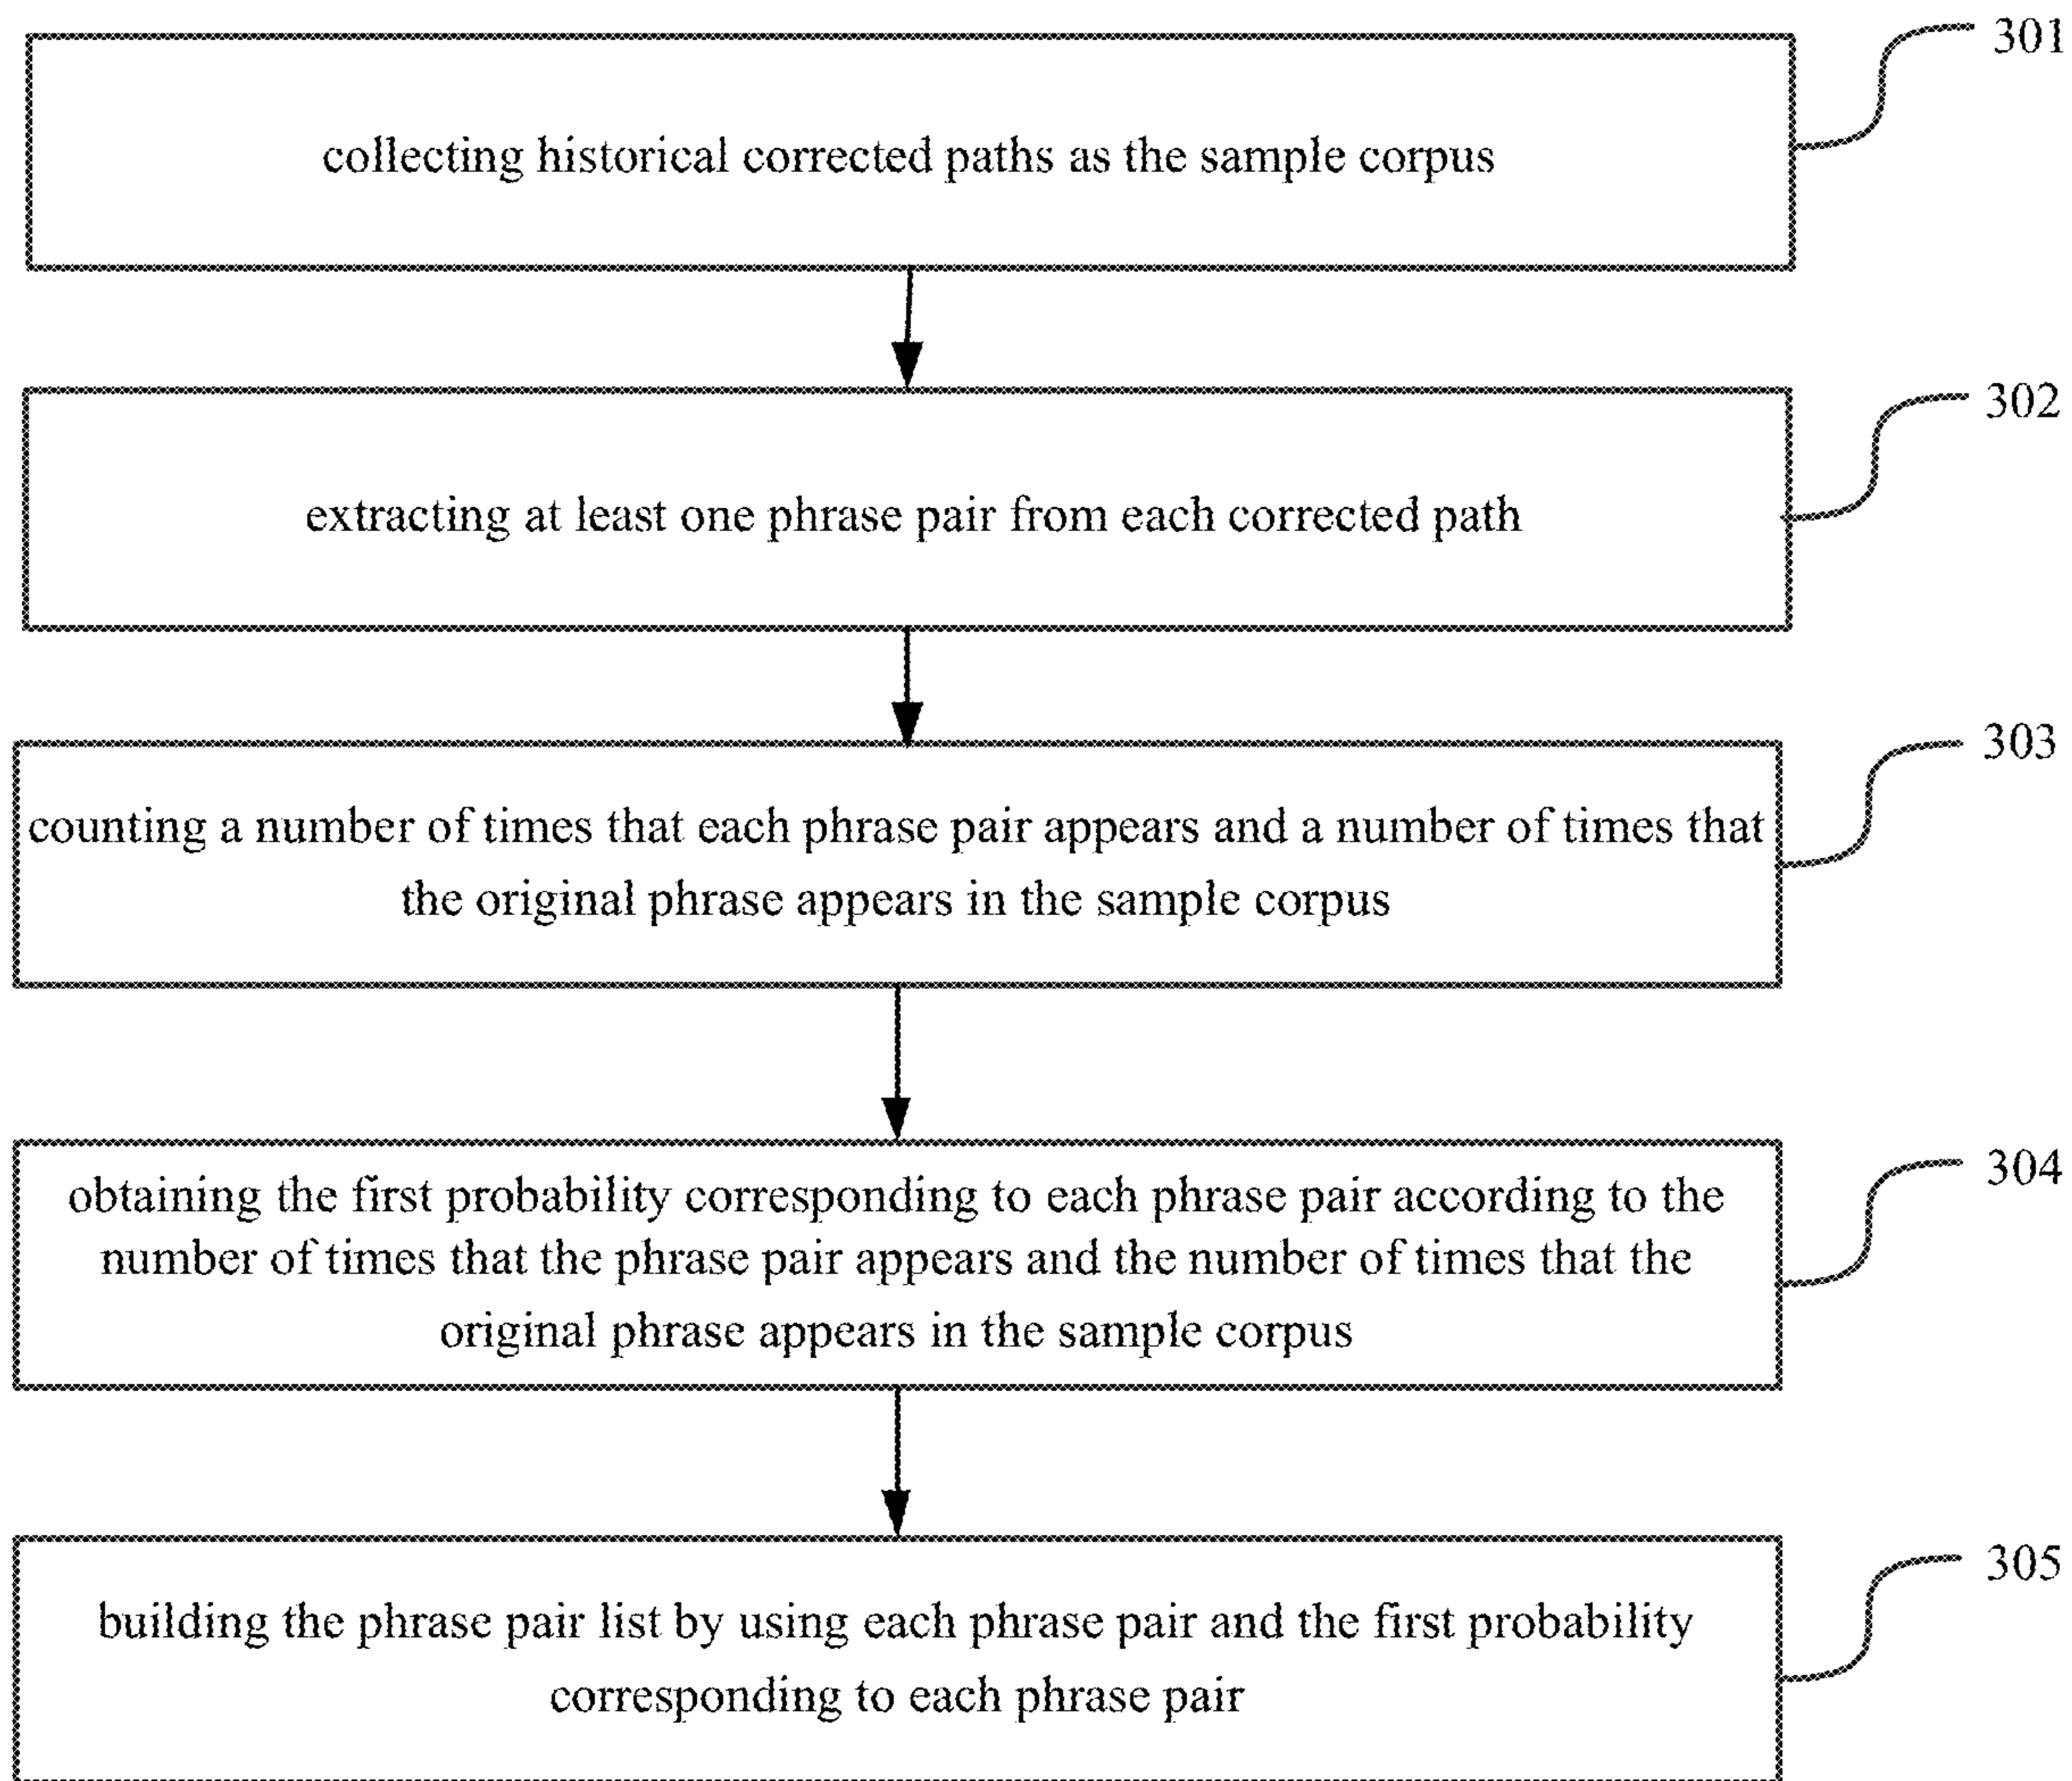 301
collecting historical corrected paths as the sample corpus
302
extracting at least one phrase pair from each corrected path
303
counting a number of times that each phrase pair appears and a number of times that
the original phrase appears in the sample corpus
304
obtaining the first probability corresponding to each phrase pair according to the
number of times that the phrase pair appears and the number of times that the
original phrase appears in the sample corpus
305
building the phrase pair list by using each phrase pair and the first probability
corresponding to each phrase pair